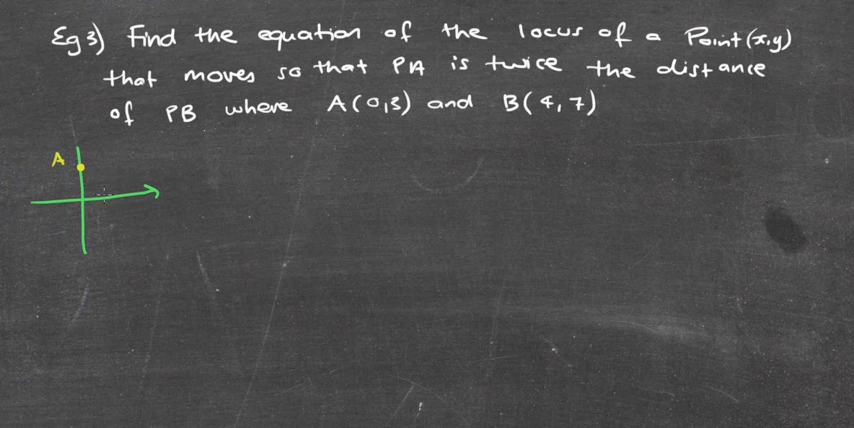 Eg 3) Find the equation of the locus of a Point (x,y)
that moves so that PA is twice the distance
of PB where A(0,3) and B(4,7)
A